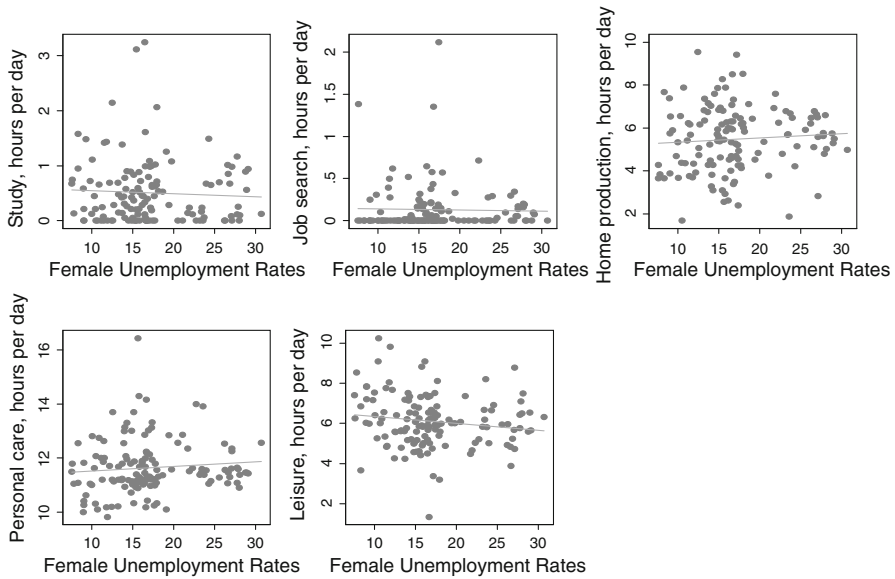 Study, hours per day
0 1 2 3
10 15 20 25 30
Female Unemployment Rates
Job search, hours per day
0 .5 1 1.5 2
10 15 20 25 30
Female Unemployment Rates
Home production, hours per day
2 4 6 8 10
10 15 20 25 30
Female Unemployment Rates
Personal care, hours per day
10 12 14 16
10 15 20 25 30
Female Unemployment Rates
Leisure, hours per day
2 4 6 8 10
10 15 20 25 30
Female Unemployment Rates